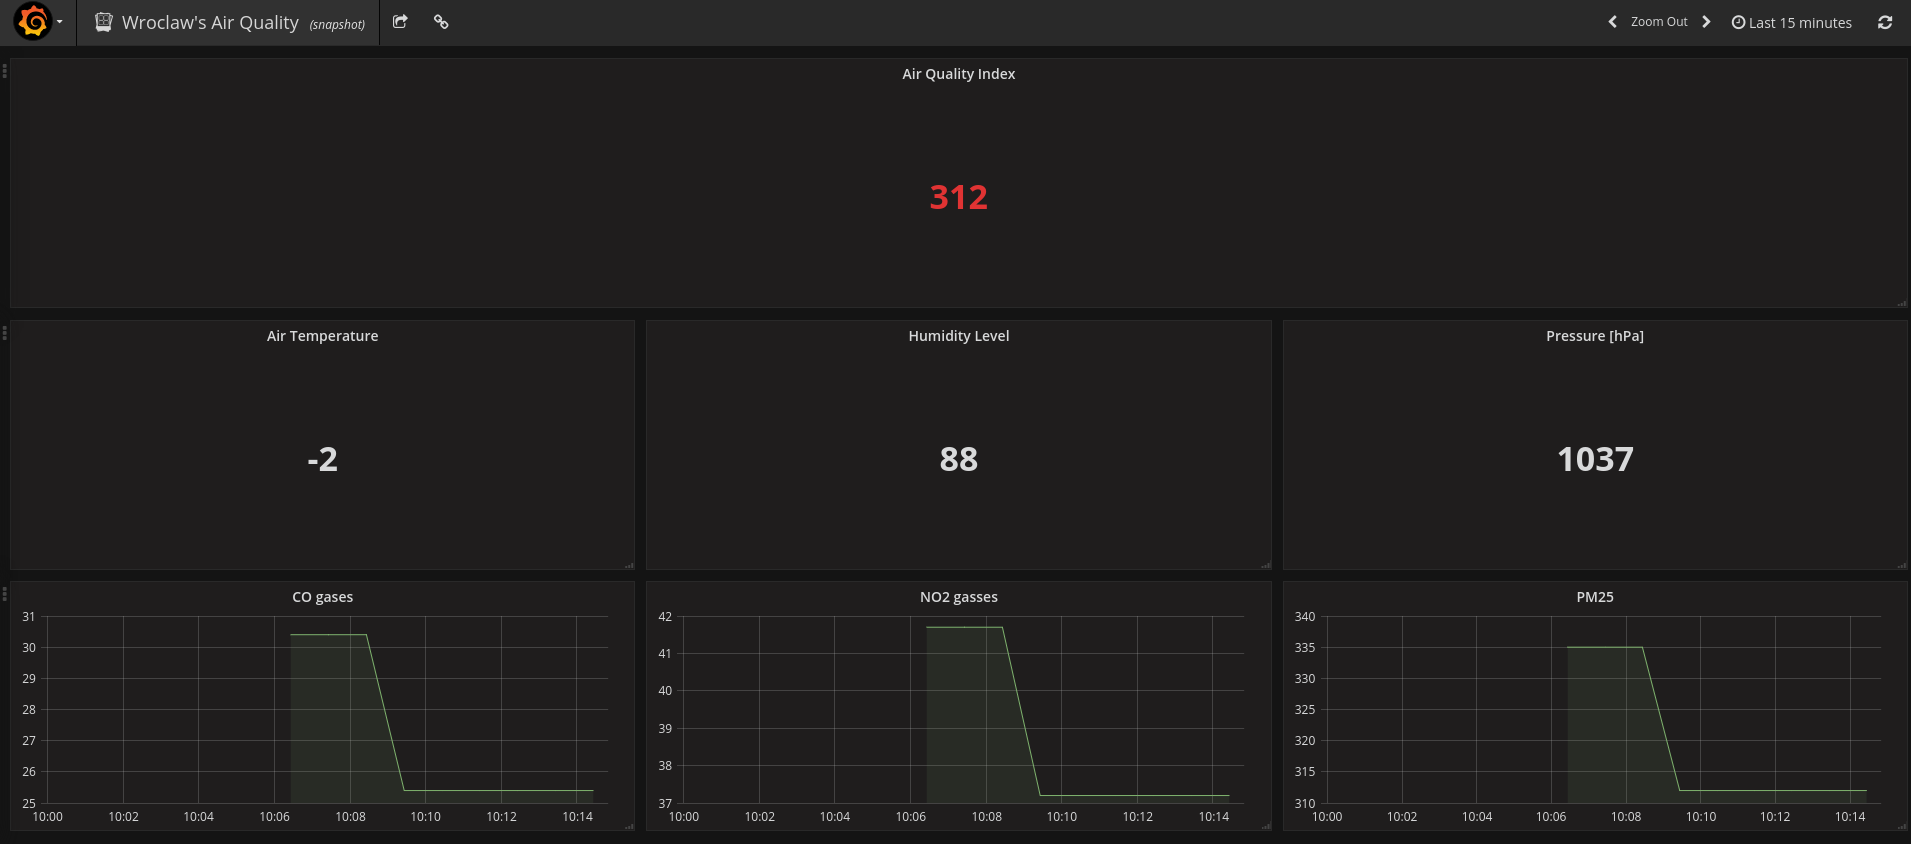 Wroclaw's Air Quality (snapshot)
Zoom Out
Last 15 minutes
Air Quality Index
312
Air Temperature
-2
Humidity Level
88
Pressure [hPa]
1037
CO gases
31
30
29
28
27
26
25
10:00 10:02 10:04 10:06 10:08 10:10 10:12 10:14
NO2 gasses
42
41
40
39
38
37
10:00 10:02 10:04 10:06 10:08 10:10 10:12 10:14
PM25
340
335
330
325
320
315
310
10:00 10:02 10:04 10:06 10:08 10:10 10:12 10:14